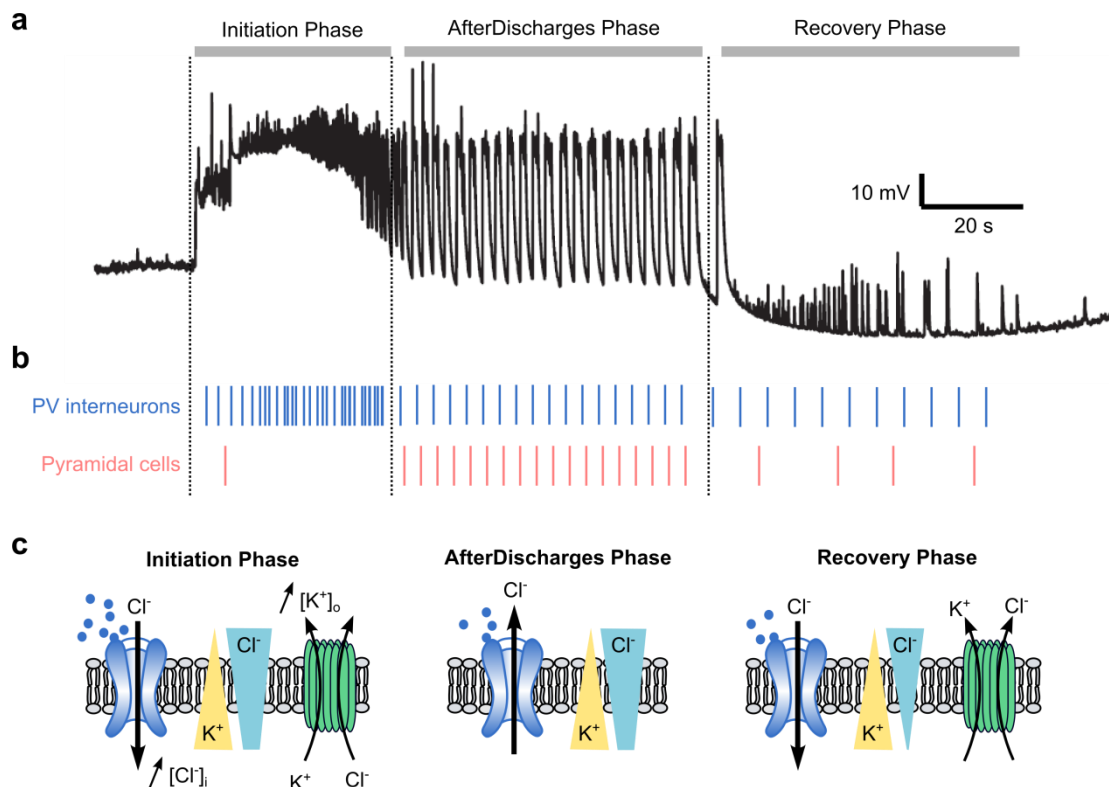 a
Initiation Phase
AfterDischarges Phase
Recovery Phase
10 mV
20 s
b
PV interneurons
Pyramidal cells
c
Initiation Phase
AfterDischarges Phase
Recovery Phase
Cl-
[K+]o
Cl-
K+
[Cl-]i
K+
Cl-
Cl-
Cl-
K+
Cl-
K+
Cl-
Cl-
K+